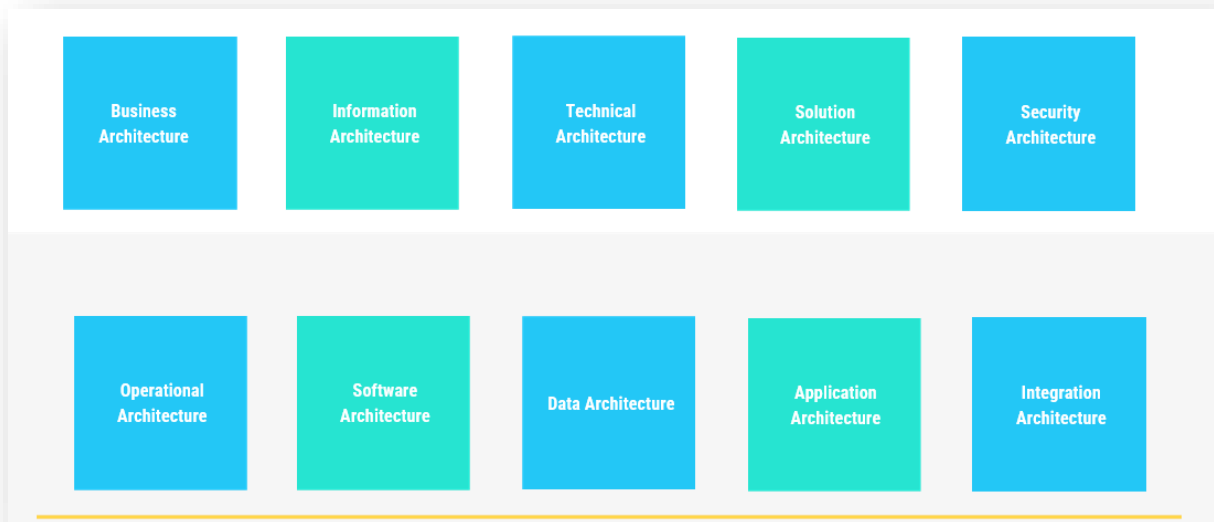 Business
Architecture
Information
Architecture
Technical
Architecture
Solution
Architecture
Security
Architecture
Operational
Architecture
Software
Architecture
Data Architecture
Application
Architecture
Integration
Architecture